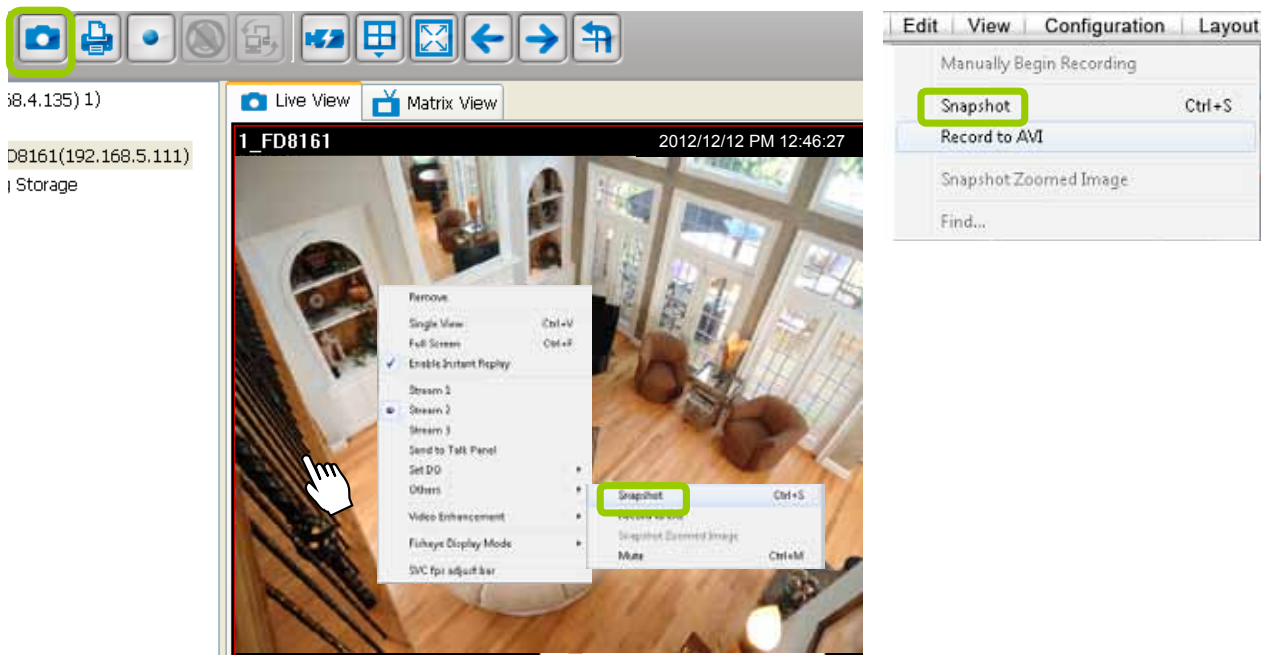 58.4.135) 1)
D8161(192.168.5.111)
g Storage
Live View
Matrix View
1_FD8161
2012/12/12 PM 12:46:27
Remove
Single View Ctrl+V
Full Screen Ctrl+F
Enable Instant Replay
Stream 1
Stream 2
Stream 3
Send to Talk Panel
Set DO
Others
Video Enhancement
Fisheye Display Mode
SVC fps adjust bar
Snapshot Ctrl+S
Record to AVI
Snapshot Zoomed Image
Mute Ctrl+M
Edit View Configuration Layout
Manually Begin Recording
Snapshot Ctrl+S
Record to AVI
Snapshot Zoomed Image
Find...